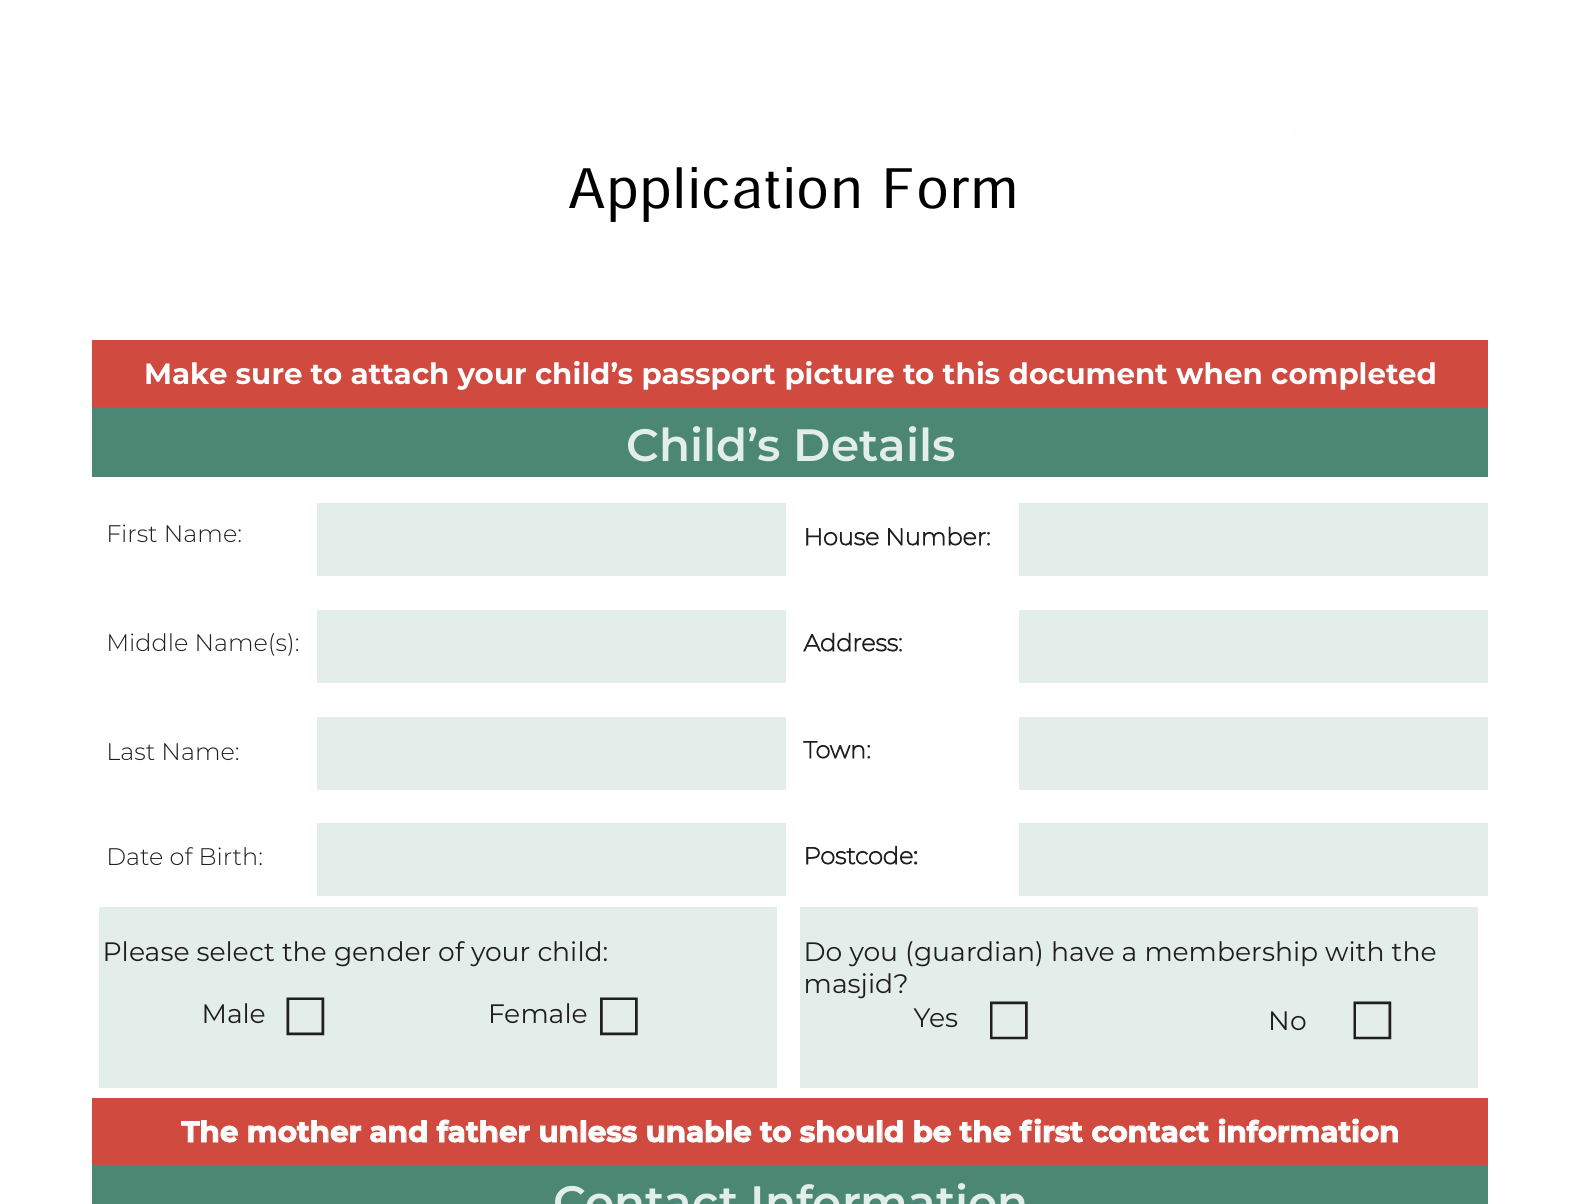 Application Form
Make sure to attach your child’s passport picture to this document when completed
Child’s Details
First Name:
House Number:
Middle Name(s):
Address:
Last Name:
Town:
Date of Birth:
Postcode:
Please select the gender of your child:
Male
Female
Do you (guardian) have a membership with the
masjid?
Yes
No
The mother and father unless unable to should be the first contact information
Contact Information